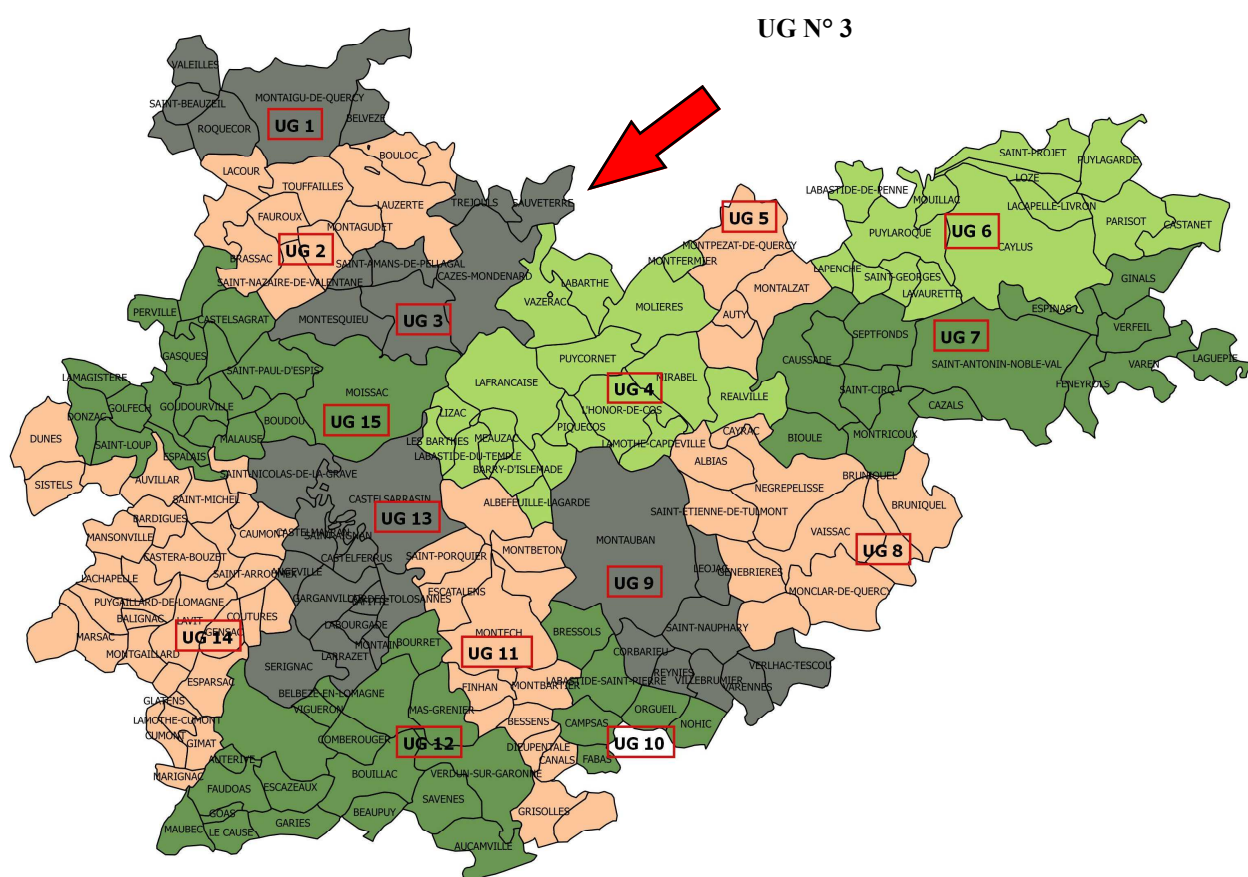 UG N° 3
VALEILLES
MONTAIGU-DE-QUERCY
SAINT-BEAUZEIL
BELVEZE
ROQUECOR
UG 1
BOULOC
LACOUR
TOUFFAILLES
LAUZERTE
TREJOULS
SAUVETERRE
FAUROUX
MONTAGUDET
UG 2
BRASSAC
SAINT-AMANS-DE-PELLAGAL
CAZES-MONDENARD
SAINT-NAZAIRE-DE-VALENTANE
MONTESQUIEU
UG 3
SAINT-PROJET
PUYLAGARDE
LOZE
LABASTIDE-DE-PENNE
MOUILLAC
LACAPELLE-LIVRON
PARISOT
CASTANET
UG 5
UG 6
PUYLAROQUE
CAYLUS
MONTPEZAT-DE-QUERCY
MONTFERMIER
LAPENCHE
SAINT-GEORGES
LAVAURETTE
GINALS
LABARTHE
VAZERAC
MOLIERES
MONTALZAT
AUTY
ESPINAS
SEPTFONDS
UG 7
VERFEIL
PERVILLE
CASTELSAGRAT
GASQUES
SAINT-PAUL-D'ESPIS
PUYCORNET
MIRABEL
CAUSSADE
SAINT-ANTONIN-NOBLE-VAL
VAREN
LAGUEPIE
LAMAGISTERE
MOISSAC
LAFRANCAISE
UG 4
REALVILLE
SAINT-CIRQ
FENEYROLS
CAZALS
DONZAC
GOLFECH
GOUDOURVILLE
BOUDOU
UG 15
LIZAC
L'HONOR-DE-COS
PIQUECOS
DUNES
SAINT-LOUP
MALAUSE
LES BARTHES
MEAUZAC
LAMOTHE-CAPDEVILLE
CAYRAC
BIOULE
MONTRICOUX
ESPALAIS
LABASTIDE-DU-TEMPLE
ALBIAS
SISTELS
AUVILLAR
SAINT-NICOLAS-DE-LA-GRAVE
BARRY-D'ISLEMADE
BRUNIQUEL
NEGREPELISSE
SAINT-MICHEL
CASTELSARRASIN
ALBEFEUILLE-LAGARDE
BRUNIQUEL
BARDIGUES
UG 13
SAINT-ETIENNE-DE-TULMONT
MANSONVILLE
CAUMONT
CASTELMAYRAN
SAINT-AIGNAN
MONTAUBAN
VAISSAC
UG 8
CASTERA-BOUZET
CASTELFERRUS
SAINT-PORQUIER
MONTBETON
LACHAPELLE
SAINT-ARROUMEX
ANGEVILLE
LEOJAC
GENEBRIERES
UG 9
ESCATALENS
MONCLAR-DE-QUERCY
PUYGAILLARD-DE-LOMAGNE
GARGANVILLAR
BALIGNAC
LAVIT
COUTURES
MARSAC
GENSAC
UG 14
LABOURGADE
MONTECH
BRESSOLS
SAINT-NAUPHARY
MONTGAILLARD
MONTAIN
BOURRET
UG 11
CORBARIEU
LARRAZET
SERIGNAC
REYNIES
VERLHAC-TESCOU
ESPARSAC
BELBEZE-EN-LOMAGNE
FINHAN
MONTBARTIER
LABASTIDE-SAINT-PIERRE
VILLEBRUMIER
VARENNES
GLATENS
VIGUERON
MAS-GRENIER
ORGUEIL
LAMOTHE-CUMONT
CUMONT
BESSENS
CAMPSAS
NOHIC
GIMAT
COMBEROUGER
UG 12
DIEUPENTALE
UG 10
AUTERIVE
CANALS
FABAS
MARIGNAC
BOUILLAC
VERDUN-SUR-GARONNE
FAUDOAS
ESCAZEAUX
SAVENES
GOAS
BEAUPUY
GRISOLLES
MAUBEC
LE CAUSE
GARIES
AUCAMVILLE